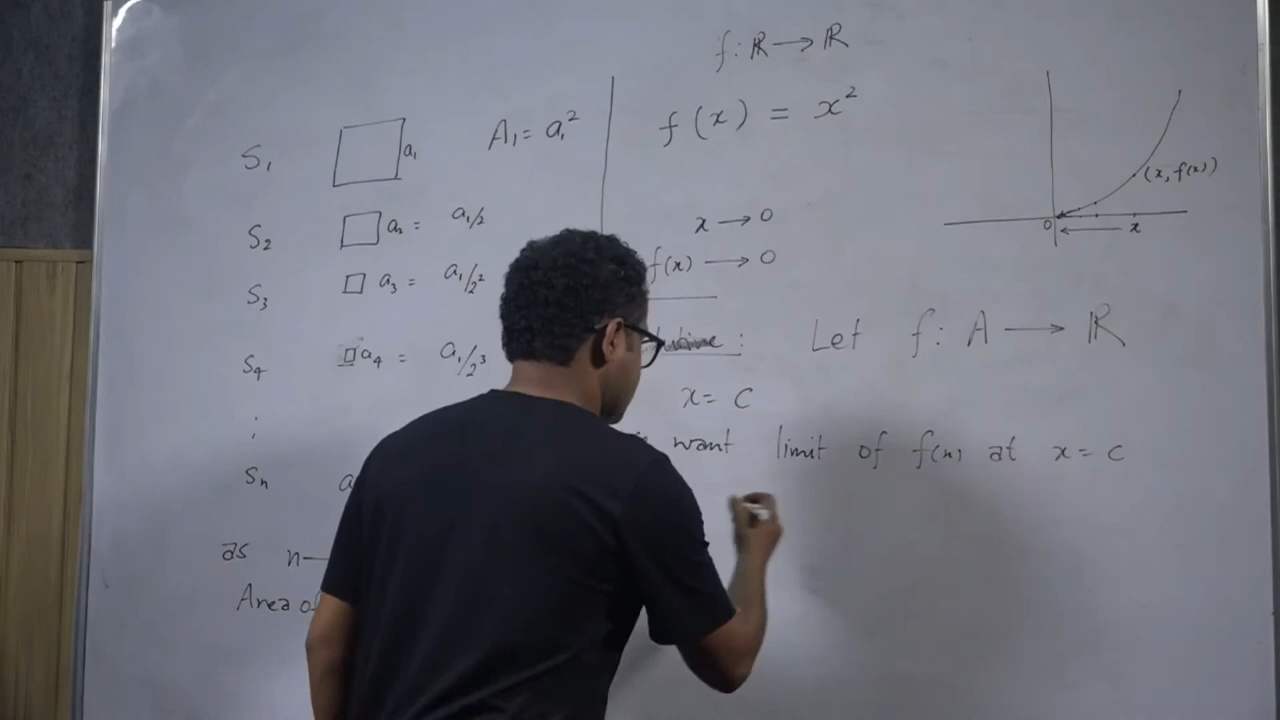 S₁ a₁ A₁ = a₁²
S₂ a₂ = a₁/2
S₃ a₃ = a₁/2²
S₄ a₄ = a₁/2³
⋮
Sₙ a
as n—
Area of
f: ℝ → ℝ
f(x) = x²
x → 0
f(x) → 0
: Let f: A → ℝ
x = c
want limit of f(x) at x = c
(x, f(x))
0 ← x